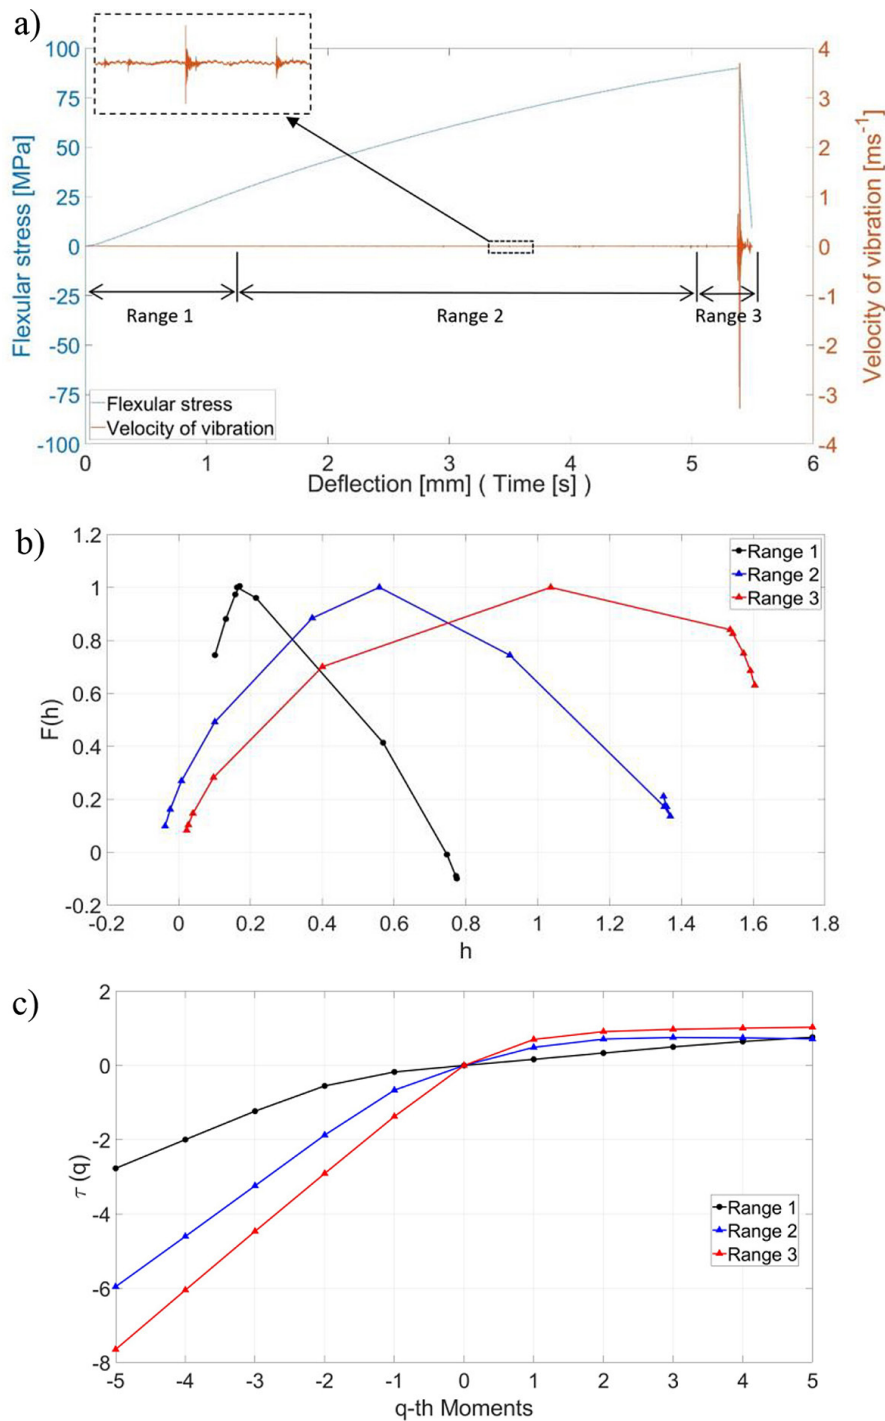 a)
100
75
50
25
0
-25
-50
-75
-100
Flexular stress [MPa]
4
3
2
1
0
-1
-2
-3
-4
Velocity of vibration [ms-1]
Range 1
Range 2
Range 3
Flexular stress
Velocity of vibration
0 1 2 3 4 5 6
Deflection [mm] ( Time [s] )
b)
1.2
1
0.8
0.6
0.4
0.2
0
-0.2
F(h)
Range 1
Range 2
Range 3
-0.2 0 0.2 0.4 0.6 0.8 1 1.2 1.4 1.6 1.8
h
c)
2
0
-2
-4
-6
-8
τ (q)
Range 1
Range 2
Range 3
-5 -4 -3 -2 -1 0 1 2 3 4 5
q-th Moments